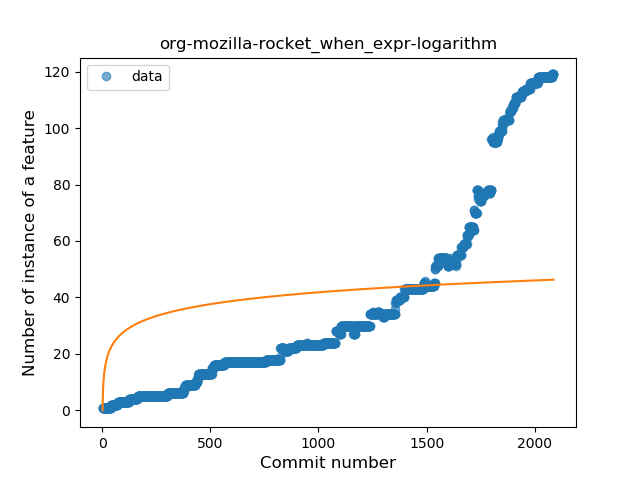 org-mozilla-rocket_when_expr-logarithm
data
Number of instance of a feature
120
100
80
60
40
20
0
0 500 1000 1500 2000
Commit number